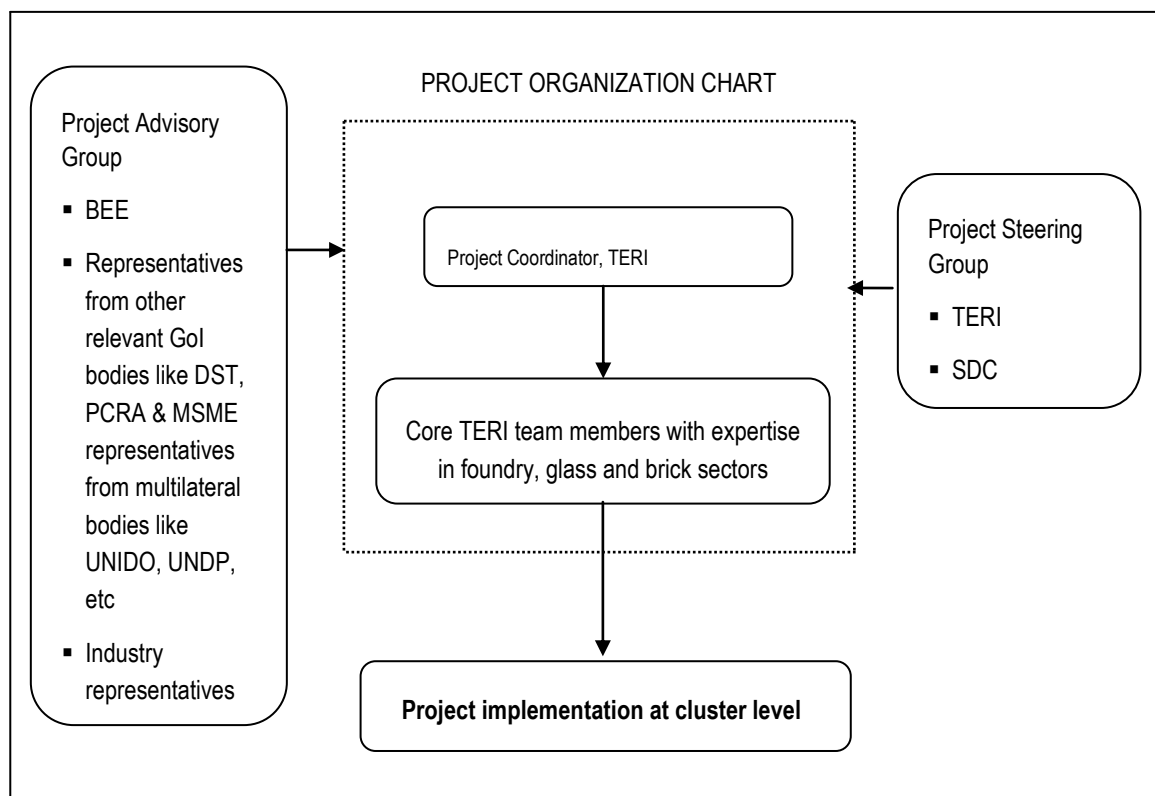 PROJECT ORGANIZATION CHART
Project Advisory
Group
▪ BEE
▪ Representatives
from other
relevant GoI
bodies like DST,
PCRA & MSME
representatives
from multilateral
bodies like
UNIDO, UNDP,
etc
▪ Industry
representatives
Project Coordinator, TERI
Core TERI team members with expertise
in foundry, glass and brick sectors
Project implementation at cluster level
Project Steering
Group
▪ TERI
▪ SDC